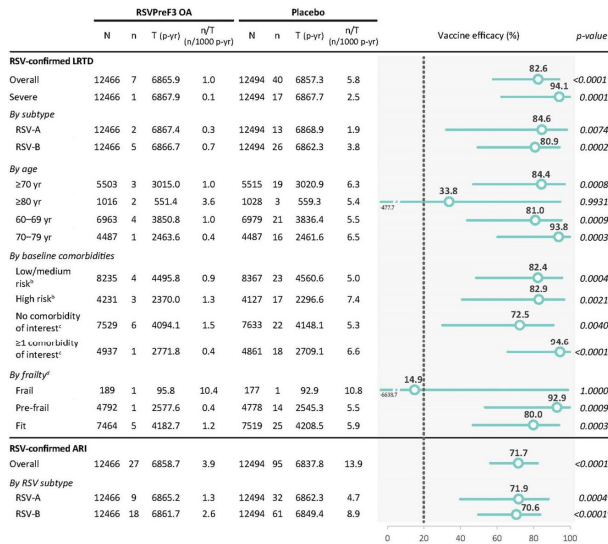 RSVPreF3 OA Placebo
N n T (p-yr) n/T (n/1000 p-yr) N n T (p-yr) n/T (n/1000 p-yr) Vaccine efficacy (%) p-value
RSV-confirmed LRTD
82.6
Overall 12466 7 6865.9 1.0 12494 40 6857.3 5.8 <0.0001
94.1
Severe 12466 1 6867.9 0.1 12494 17 6867.7 2.5 0.0001
By subtype
84.6
RSV-A 12466 2 6867.4 0.3 12494 13 6868.9 1.9 0.0074
80.9
RSV-B 12466 5 6866.7 0.7 12494 26 6862.3 3.8 0.0002
By age
84.4
≥70 yr 5503 3 3015.0 1.0 5515 19 3020.9 6.3 0.0008
33.8
≥80 yr 1016 2 551.4 3.6 1028 3 559.3 5.4 0.9931
-477.7
81.0
60–69 yr 6963 4 3850.8 1.0 6979 21 3836.4 5.5 0.0009
93.8
70–79 yr 4487 1 2463.6 0.4 4487 16 2461.6 6.5 0.0003
By baseline comorbidities
82.4
Low/medium
riskb 8235 4 4495.8 0.9 8367 23 4560.6 5.0 0.0004
82.9
High riskb 4231 3 2370.0 1.3 4127 17 2296.6 7.4 0.0021
72.5
No comorbidity
of interestc 7529 6 4094.1 1.5 7633 22 4148.1 5.3 0.0040
94.6
≥1 comorbidity
of interestc 4937 1 2771.8 0.4 4861 18 2709.1 6.6 <0.0001
By frailtyd
14.9
Frail 189 1 95.8 10.4 177 1 92.9 10.8 1.0000
-6638.7
92.9
Pre-frail 4792 1 2577.6 0.4 4778 14 2545.3 5.5 0.0009
80.0
Fit 7464 5 4182.7 1.2 7519 25 4208.5 5.9 0.0003
RSV-confirmed ARI
71.7
Overall 12466 27 6858.7 3.9 12494 95 6837.8 13.9 <0.0001
By RSV subtype
71.9
RSV-A 12466 9 6865.2 1.3 12494 32 6862.3 4.7 0.0004
70.6
RSV-B 12466 18 6861.7 2.6 12494 61 6849.4 8.9 <0.0001
0 20 40 60 80 100